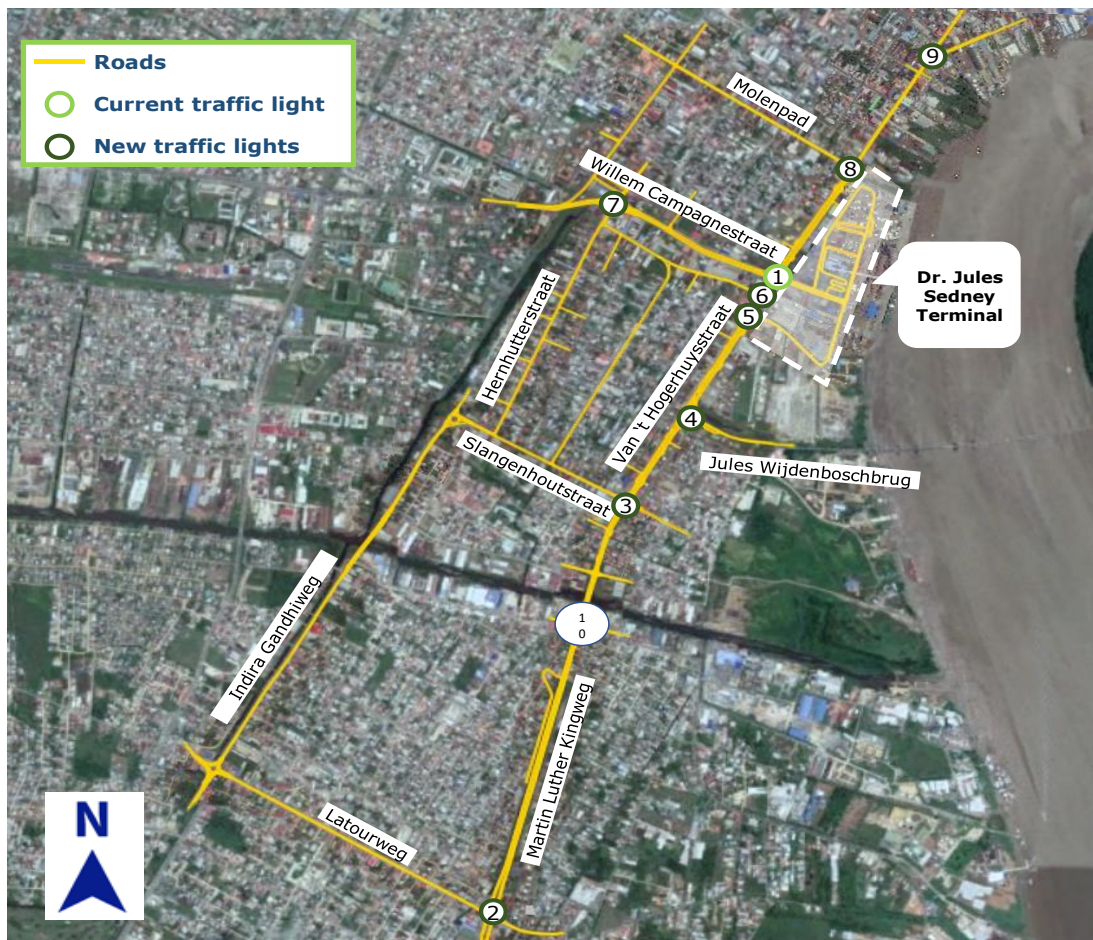 Roads
Current traffic light
New traffic lights
9
Molenpad
8
Willem Campagnestraat
7
1
6
5
Dr. Jules
Sedney
Terminal
Hernhutterstraat
Van ‘t Hogerhuysstraat
4
Slangenhoutstraat
Jules Wijdenboschbrug
3
1
0
Indira Gandhiweg
Martin Luther Kingweg
Latourweg
N
2